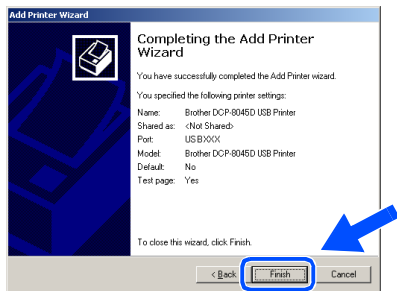 Add Printer Wizard
Completing the Add Printer
Wizard
You have successfully completed the Add Printer wizard.
You specified the following printer settings:
Name: Brother DCP-8045D USB Printer
Shared as: <Not Shared>
Port: USBXXX
Model: Brother DCP-8045D USB Printer
Default: No
Test page: Yes
To close this wizard, click Finish.
< Back Finish Cancel